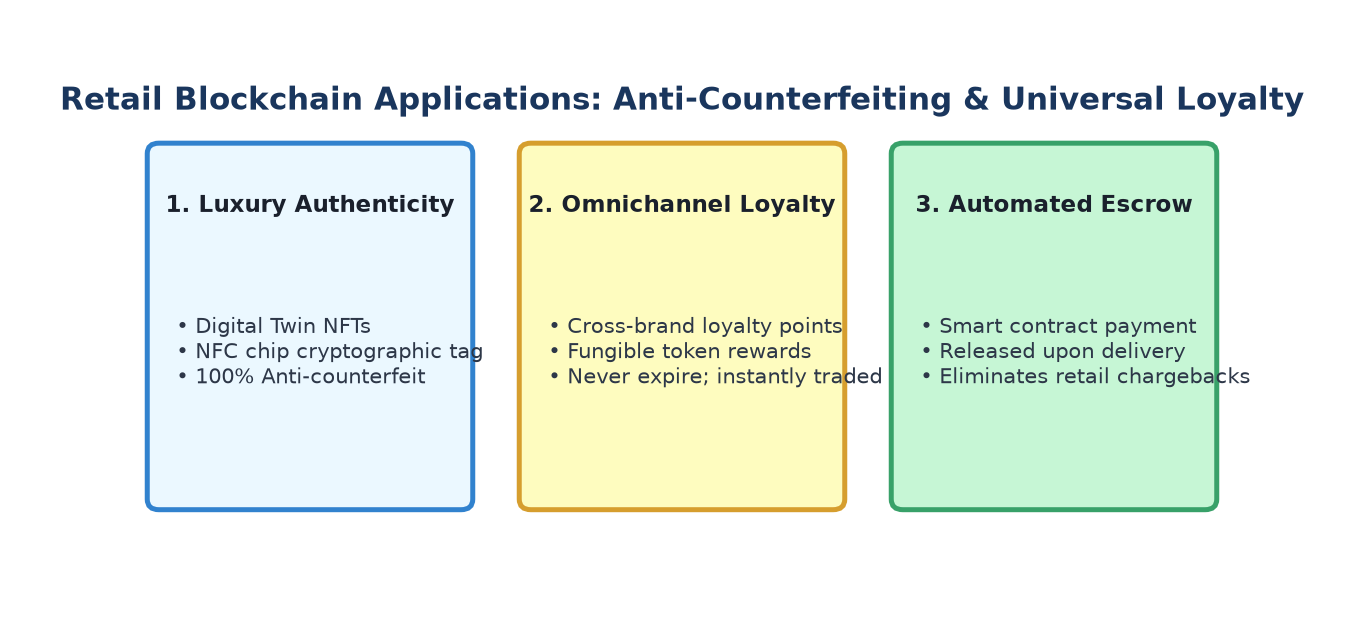 Retail Blockchain Applications: Anti-Counterfeiting & Universal Loyalty
1. Luxury Authenticity
• Digital Twin NFTs
• NFC chip cryptographic tag
• 100% Anti-counterfeit
2. Omnichannel Loyalty
• Cross-brand loyalty points
• Fungible token rewards
• Never expire; instantly traded
3. Automated Escrow
• Smart contract payment
• Released upon delivery
• Eliminates retail chargebacks